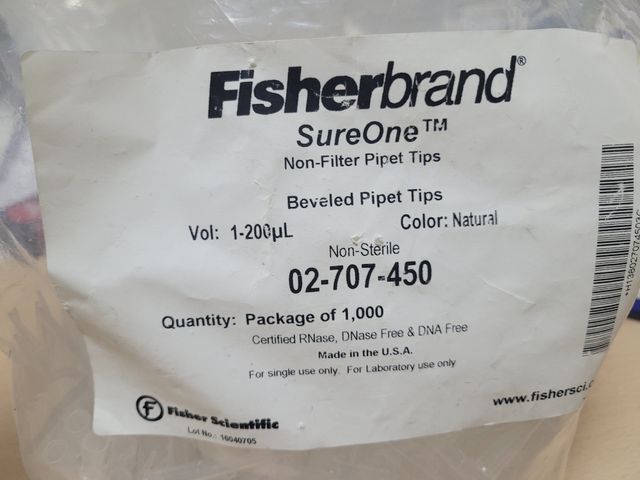 Fisherbrand®
SureOne™
Non-Filter Pipet Tips
Beveled Pipet Tips
Vol: 1-200µL Color: Natural
Non-Sterile
02-707-450
Quantity: Package of 1,000
Certified RNase, DNase Free & DNA Free
Made in the U.S.A.
For single use only. For Laboratory use only
www.fishersci.c
Fisher Scientific
Lot No.: 16040705